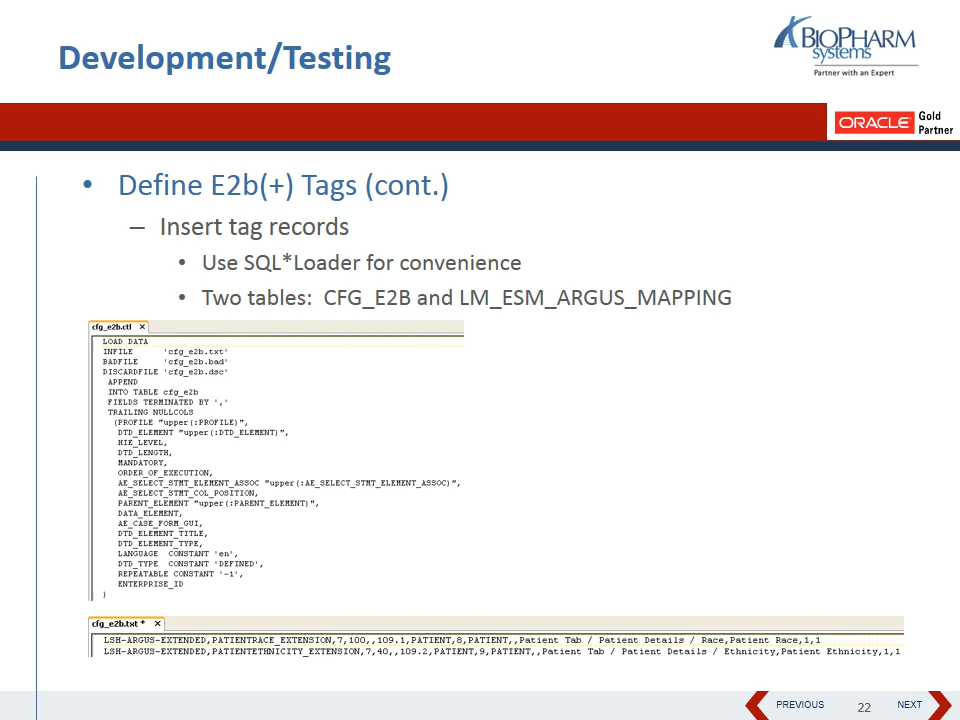 Development/Testing
BioPharm
systems
Partner with an Expert
ORACLE
Gold
Partner
• Define E2b(+) Tags (cont.)
– Insert tag records
• Use SQL*Loader for convenience
• Two tables:  CFG_E2B and LM_ESM_ARGUS_MAPPING
cfg_e2b.ctl ×
LOAD DATA
INFILE 'cfg_e2b.txt'
BADFILE 'cfg_e2b.bad'
DISCARDFILE 'cfg_e2b.dsc'
APPEND
INTO TABLE cfg_e2b
FIELDS TERMINATED BY ','
TRAILING NULLCOLS
(PROFILE "upper(:PROFILE)",
DTD_ELEMENT "upper(:DTD_ELEMENT)",
HIE_LEVEL,
DTD_LENGTH,
MANDATORY,
ORDER_OF_EXECUTION,
AE_SELECT_STMT_ELEMENT_ASSOC "upper(:AE_SELECT_STMT_ELEMENT_ASSOC)",
AE_SELECT_STMT_COL_POSITION,
PARENT_ELEMENT "upper(:PARENT_ELEMENT)",
DATA_ELEMENT,
AE_CASE_FORM_GUI,
DTD_ELEMENT_TITLE,
DTD_ELEMENT_TYPE,
LANGUAGE CONSTANT 'en',
DTD_TYPE CONSTANT 'DEFINED',
REPEATABLE CONSTANT '-1',
ENTERPRISE_ID
)
cfg_e2b.txt * ×
LSH-ARGUS-EXTENDED,PATIENTRACE_EXTENSION,7,100,,109.1,PATIENT,8,PATIENT,,Patient Tab / Patient Details / Race,Patient Race,1,1
LSH-ARGUS-EXTENDED,PATIENTETHNICITY_EXTENSION,7,40,,109.2,PATIENT,9,PATIENT,,Patient Tab / Patient Details / Ethnicity,Patient Ethnicity,1,1
PREVIOUS
22
NEXT